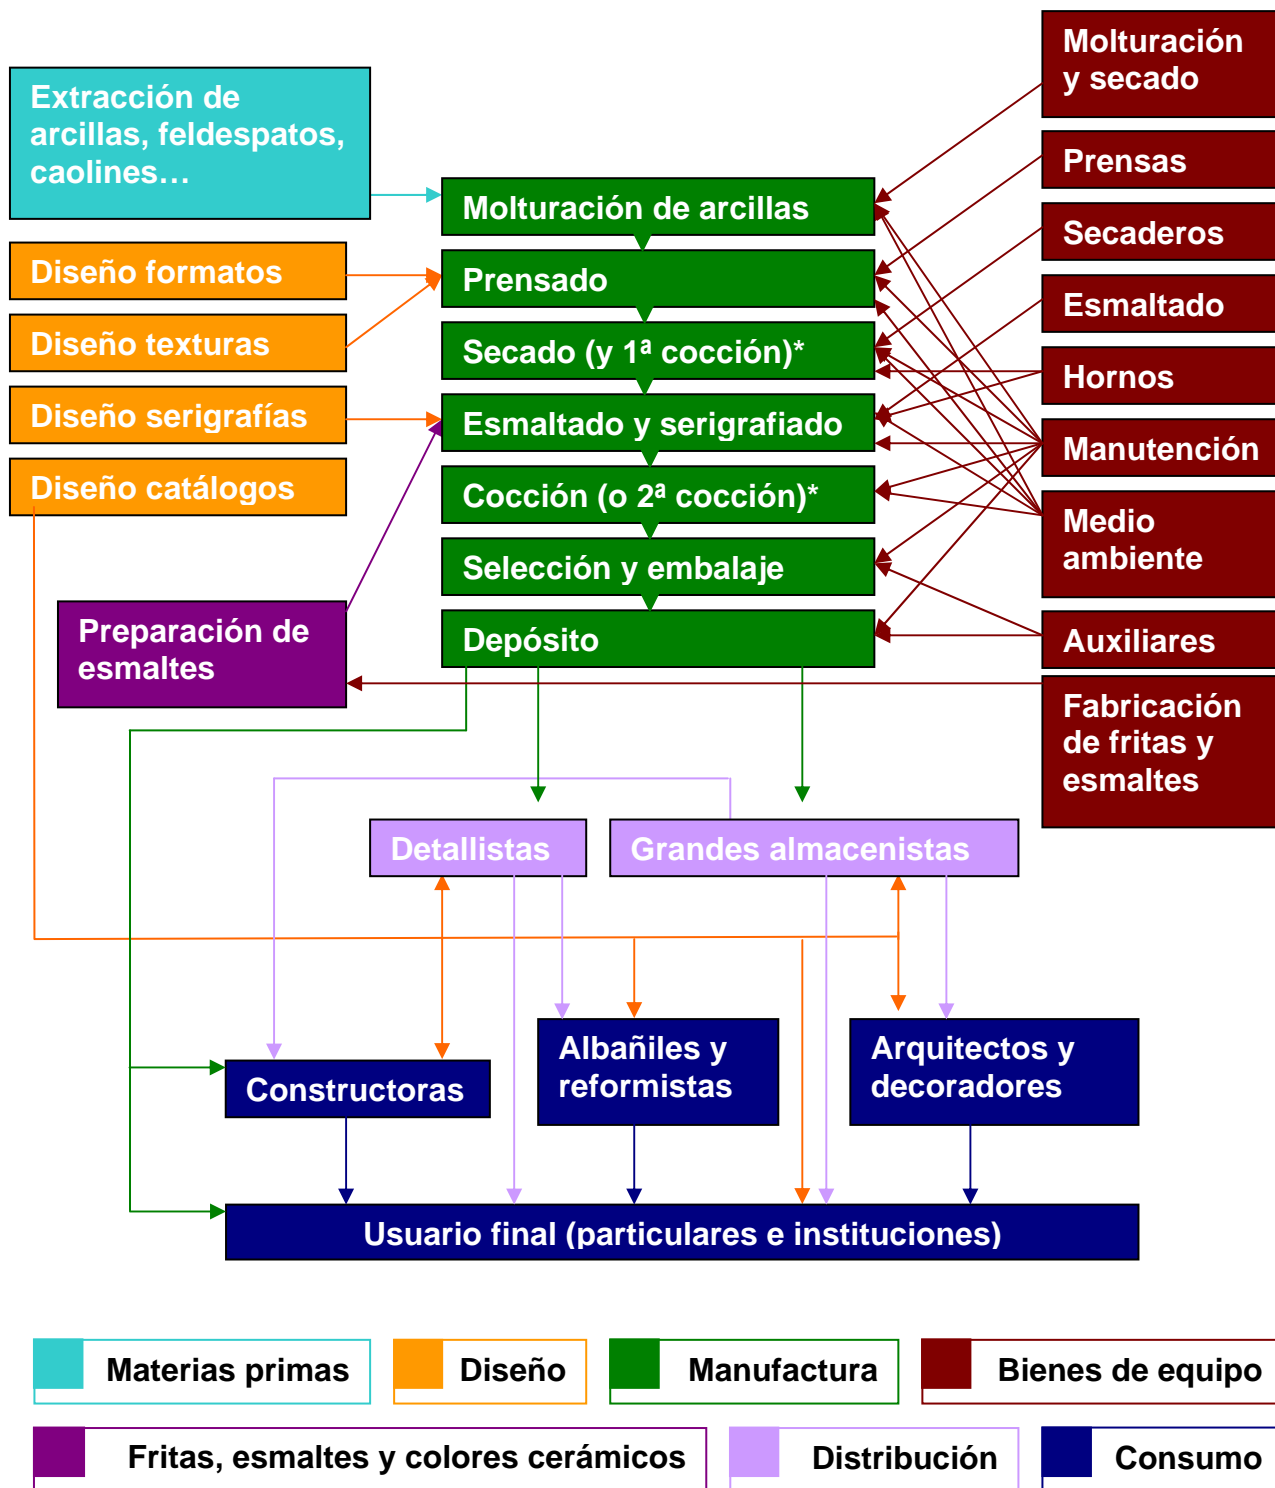 Extracción de
arcillas, feldespatos,
caolines…
Diseño formatos
Diseño texturas
Diseño serigrafías
Diseño catálogos
Preparación de
esmaltes
Molturación de arcillas
Prensado
Secado (y 1ª cocción)*
Esmaltado y serigrafiado
Cocción (o 2ª cocción)*
Selección y embalaje
Depósito
Molturación
y secado
Prensas
Secaderos
Esmaltado
Hornos
Manutención
Medio
ambiente
Auxiliares
Fabricación
de fritas y
esmaltes
Detallistas
Grandes almacenistas
Constructoras
Albañiles y
reformistas
Arquitectos y
decoradores
Usuario final (particulares e instituciones)
Materias primas
Diseño
Manufactura
Bienes de equipo
Fritas, esmaltes y colores cerámicos
Distribución
Consumo